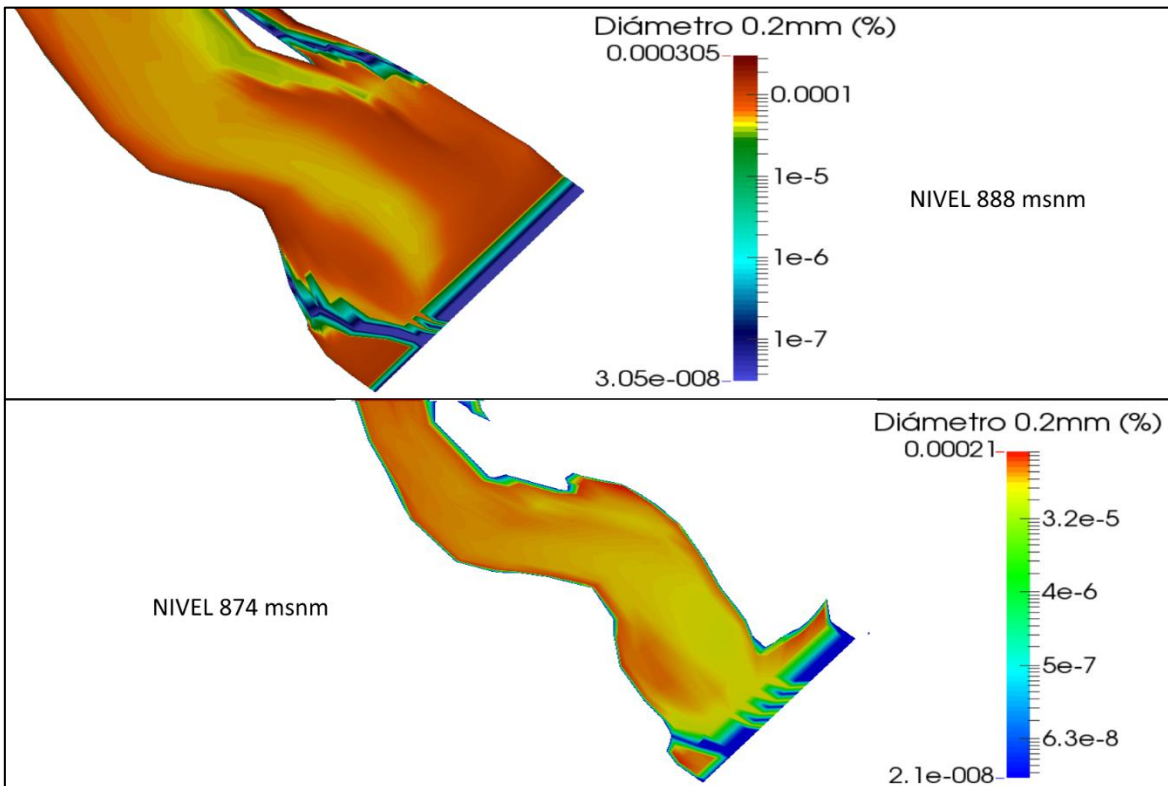 Diámetro 0.2mm (%)
0.000305
0.0001
1e-5
1e-6
1e-7
3.05e-008
NIVEL 888 msnm
Diámetro 0.2mm (%)
0.00021
3.2e-5
4e-6
5e-7
6.3e-8
2.1e-008
NIVEL 874 msnm